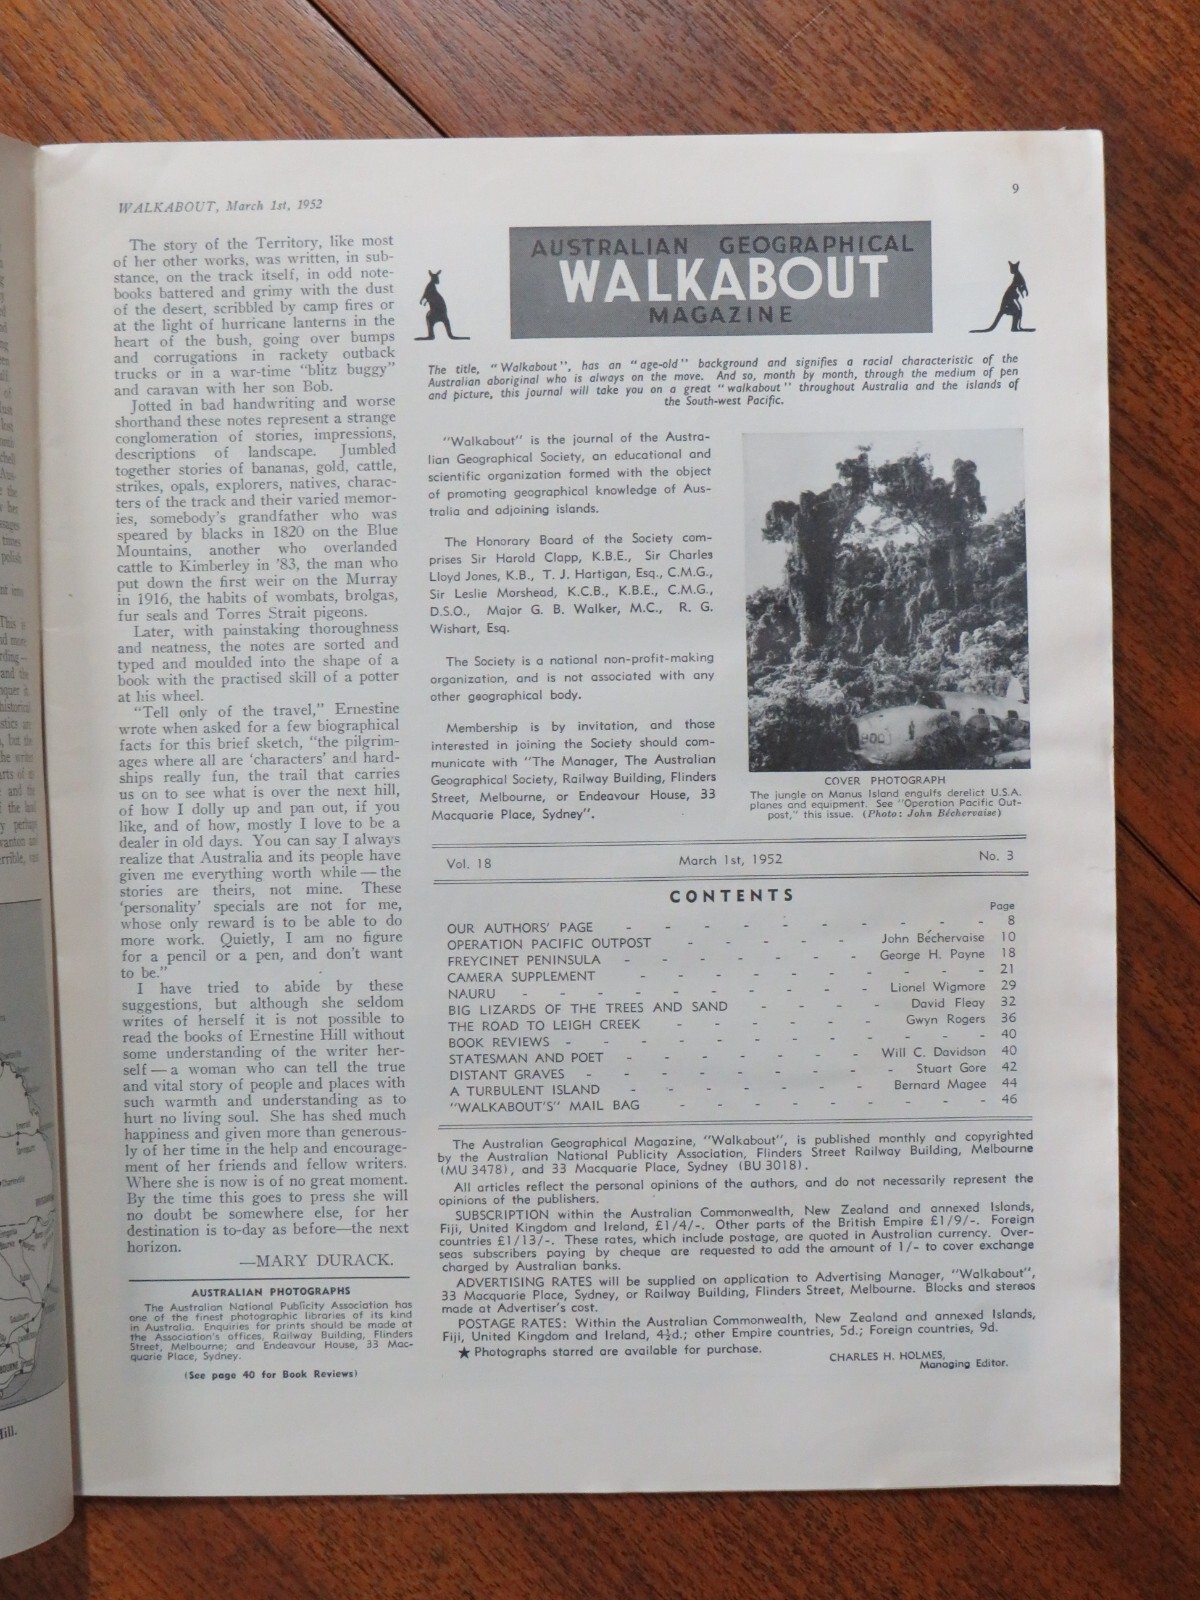 WALKABOUT, March 1st, 1952
9
The story of the Territory, like most
of her other works, was written, in sub-
stance, on the track itself, in odd note-
books battered and grimy with the dust
of the desert, scribbled by camp fires or
at the light of hurricane lanterns in the
heart of the bush, going over bumps
and corrugations in rackety outback
trucks or in a war-time "blitz buggy"
and caravan with her son Bob.
Jotted in bad handwriting and worse
shorthand these notes represent a strange
conglomeration of stories, impressions,
descriptions of landscape. Jumbled
together stories of bananas, gold, cattle,
strikes, opals, explorers, natives, charac-
ters of the track and their varied memor-
ies, somebody's grandfather who was
speared by blacks in 1820 on the Blue
Mountains, another who overlanded
cattle to Kimberley in '83, the man who
put down the first weir on the Murray
in 1916, the habits of wombats, brolgas,
fur seals and Torres Strait pigeons.
Later, with painstaking thoroughness
and neatness, the notes are sorted and
typed and moulded into the shape of a
book with the practised skill of a potter
at his wheel.
"Tell only of the travel," Ernestine
wrote when asked for a few biographical
facts for this brief sketch, "the pilgrim-
ages where all are 'characters' and hard-
ships really fun, the trail that carries
us on to see what is over the next hill,
of how I dolly up and pan out, if you
like, and of how, mostly I love to be a
dealer in old days. You can say I always
realize that Australia and its people have
given me everything worth while—the
stories are theirs, not mine. These
'personality' specials are not for me,
whose only reward is to be able to do
more work. Quietly, I am no figure
for a pencil or a pen, and don't want
to be."
I have tried to abide by these
suggestions, but although she seldom
writes of herself it is not possible to
read the books of Ernestine Hill without
some understanding of the writer her-
self—a woman who can tell the true
and vital story of people and places with
such warmth and understanding as to
hurt no living soul. She has shed much
happiness and given more than generous-
ly of her time in the help and encourage-
ment of her friends and fellow writers.
Where she is now is of no great moment.
By the time this goes to press she will
no doubt be somewhere else, for her
destination is to-day as before—the next
horizon.
—MARY DURACK.
AUSTRALIAN PHOTOGRAPHS
The Australian National Publicity Association has
one of the finest photographic libraries of its kind
in Australia. Enquiries for prints should be made at
the Association's offices, Railway Building, Flinders
Street, Melbourne; and Endeavour House, 33 Mac-
quarie Place, Sydney.
(See page 40 for Book Reviews)
AUSTRALIAN GEOGRAPHICAL
WALKABOUT
MAGAZINE
The title, "Walkabout", has an "age-old" background and signifies a racial characteristic of the
Australian aboriginal who is always on the move. And so, month by month, through the medium of pen
and picture, this journal will take you on a great "walkabout" throughout Australia and the islands of
the South-west Pacific.
"Walkabout" is the journal of the Austra-
lian Geographical Society, an educational and
scientific organization formed with the object
of promoting geographical knowledge of Aus-
tralia and adjoining islands.
The Honorary Board of the Society com-
prises Sir Harold Clapp, K.B.E., Sir Charles
Lloyd Jones, K.B., T. J. Hartigan, Esq., C.M.G.,
Sir Leslie Morshead, K.C.B., K.B.E., C.M.G.,
D.S.O., Major G. B. Walker, M.C., R. G.
Wishart, Esq.
The Society is a national non-profit-making
organization, and is not associated with any
other geographical body.
Membership is by invitation, and those
interested in joining the Society should com-
municate with "The Manager, The Australian
Geographical Society, Railway Building, Flinders
Street, Melbourne, or Endeavour House, 33
Macquarie Place, Sydney".
COVER PHOTOGRAPH
The jungle on Manus Island engulfs derelict U.S.A.
planes and equipment. See "Operation Pacific Out-
post," this issue. (Photo: John Béchervaise)
Vol. 18 March 1st, 1952 No. 3
CONTENTS
Page
OUR AUTHORS' PAGE - - - - - - - - - 8
OPERATION PACIFIC OUTPOST - - - - - John Béchervaise 10
FREYCINET PENINSULA - - - - - - George H. Payne 18
CAMERA SUPPLEMENT - - - - - - - - - 21
NAURU - - - - - - - - Lionel Wigmore 29
BIG LIZARDS OF THE TREES AND SAND - - - - David Fleay 32
THE ROAD TO LEIGH CREEK - - - - - Gwyn Rogers 36
BOOK REVIEWS - - - - - - - - - - 40
STATESMAN AND POET - - - - - - Will C. Davidson 40
DISTANT GRAVES - - - - - - - - Stuart Gore 42
A TURBULENT ISLAND - - - - - - Bernard Magee 44
"WALKABOUT'S" MAIL BAG - - - - - - - 46
The Australian Geographical Magazine, "Walkabout", is published monthly and copyrighted
by the Australian National Publicity Association, Flinders Street Railway Building, Melbourne
(MU 3478), and 33 Macquarie Place, Sydney (BU 3018).
All articles reflect the personal opinions of the authors, and do not necessarily represent the
opinions of the publishers.
SUBSCRIPTION within the Australian Commonwealth, New Zealand and annexed Islands,
Fiji, United Kingdom and Ireland, £1/4/-. Other parts of the British Empire £1/9/-. Foreign
countries £1/13/-. These rates, which include postage, are quoted in Australian currency. Over-
seas subscribers paying by cheque are requested to add the amount of 1/- to cover exchange
charged by Australian banks.
ADVERTISING RATES will be supplied on application to Advertising Manager, "Walkabout",
33 Macquarie Place, Sydney, or Railway Building, Flinders Street, Melbourne. Blocks and stereos
made at Advertiser's cost.
POSTAGE RATES: Within the Australian Commonwealth, New Zealand and annexed Islands,
Fiji, United Kingdom and Ireland, 4½d.; other Empire countries, 5d.; Foreign countries, 9d.
★ Photographs starred are available for purchase.
CHARLES H. HOLMES,
Managing Editor.